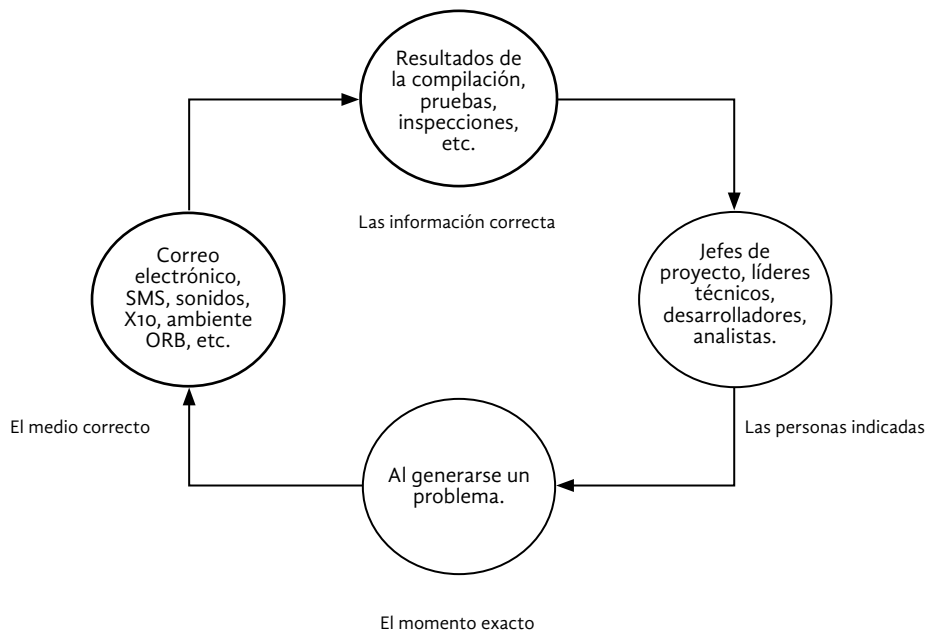 Resultados de
la compilación,
pruebas,
inspecciones,
etc.
Las información correcta
Correo
electrónico,
SMS, sonidos,
X10, ambiente
ORB, etc.
Jefes de
proyecto, líderes
técnicos,
desarrolladores,
analistas.
El medio correcto
Las personas indicadas
Al generarse un
problema.
El momento exacto